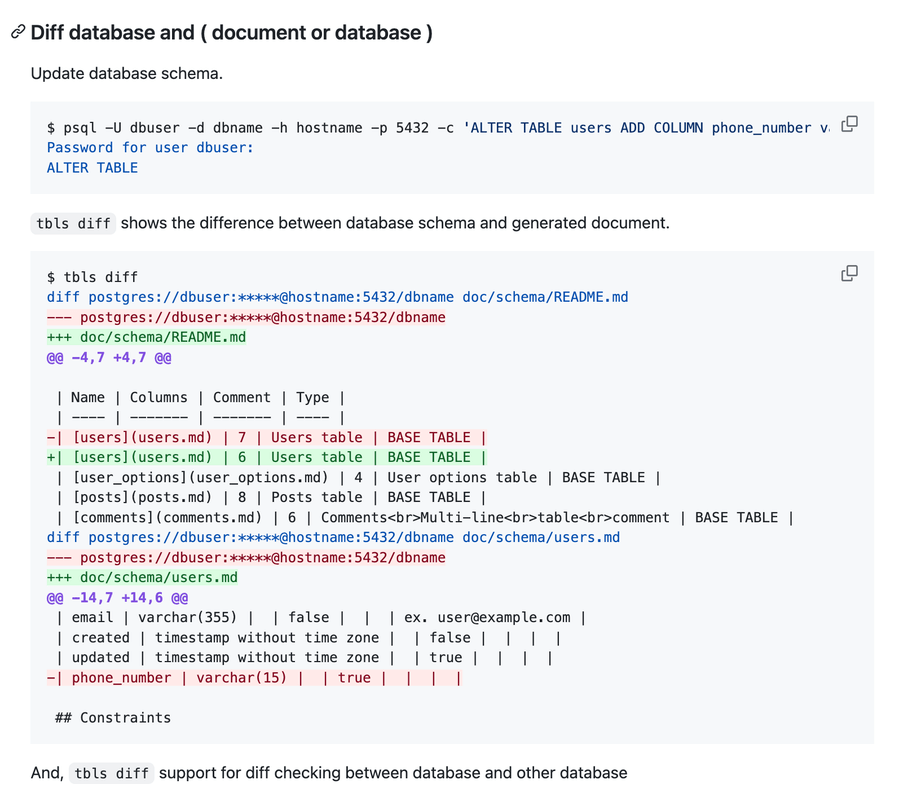 Diff database and ( document or database )
Update database schema.
$ psql -U dbuser -d dbname -h hostname -p 5432 -c 'ALTER TABLE users ADD COLUMN phone_number
Password for user dbuser:
ALTER TABLE
tbls diff shows the difference between database schema and generated document.
$ tbls diff
diff postgres://dbuser:*****@hostname:5432/dbname doc/schema/README.md
--- postgres://dbuser:*****@hostname:5432/dbname
+++ doc/schema/README.md
@@ -4,7 +4,7 @@
| Name | Columns | Comment | Type |
| ---- | ------- | ------- | ---- |
-| [users](users.md) | 7 | Users table | BASE TABLE |
+| [users](users.md) | 6 | Users table | BASE TABLE |
| [user_options](user_options.md) | 4 | User options table | BASE TABLE |
| [posts](posts.md) | 8 | Posts table | BASE TABLE |
| [comments](comments.md) | 6 | Comments<br>Multi-line<br>table<br>comment | BASE TABLE |
diff postgres://dbuser:*****@hostname:5432/dbname doc/schema/users.md
--- postgres://dbuser:*****@hostname:5432/dbname
+++ doc/schema/users.md
@@ -14,7 +14,6 @@
| email | varchar(355) |  | false |  |  | ex. user@example.com |
| created | timestamp without time zone |  | false |  |  |  |
| updated | timestamp without time zone |  | true |  |  |  |
-| phone_number | varchar(15) |  | true |  |  |  |
## Constraints
And, tbls diff support for diff checking between database and other database